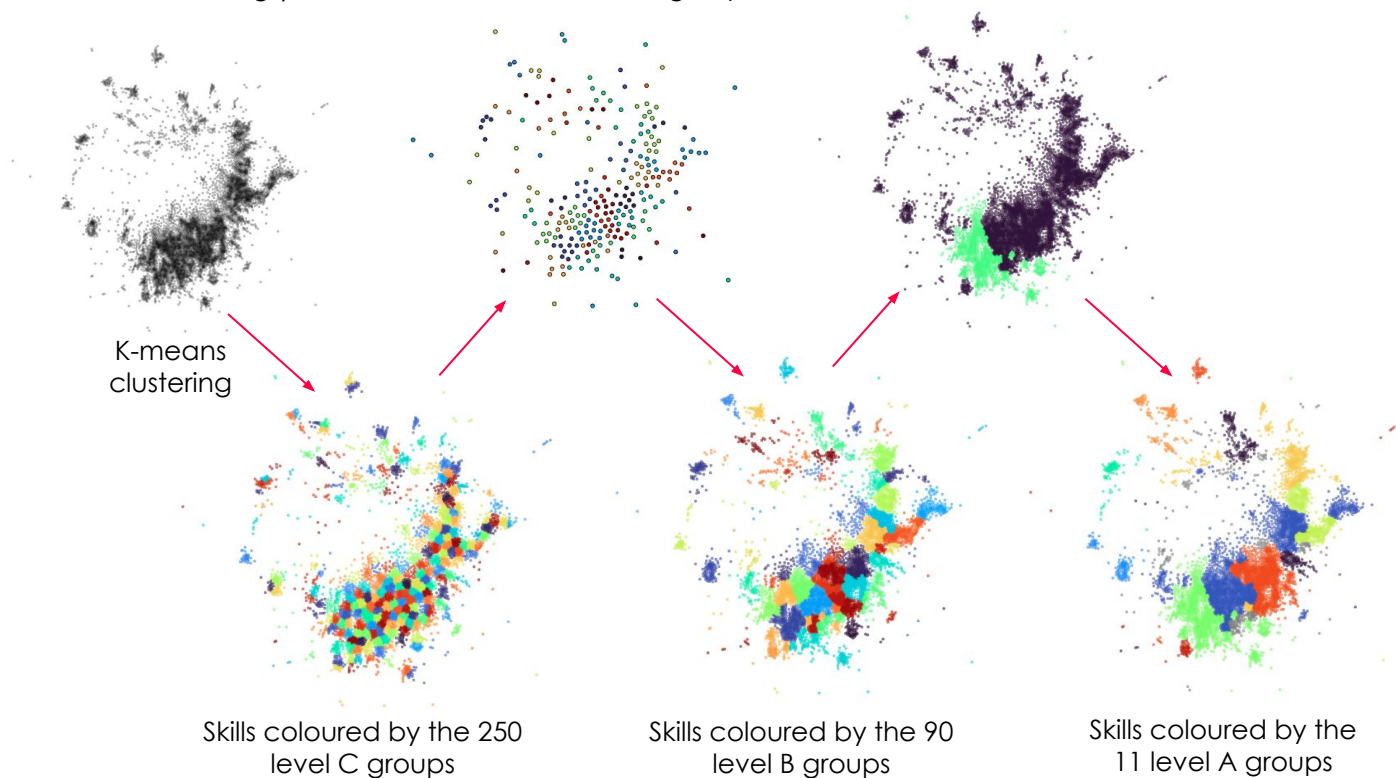 K-means
clustering
Skills coloured by the 250
level C groups
Skills coloured by the 90
level B groups
Skills coloured by the
11 level A groups